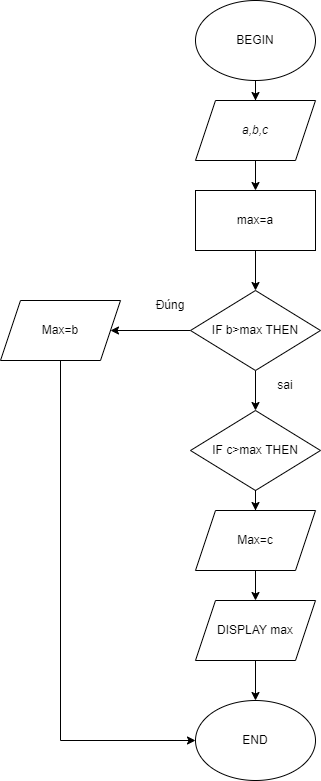 BEGIN
a,b,c
max=a
Đúng
Max=b
IF b>max THEN
sai
IF c>max THEN
Max=c
DISPLAY max
END